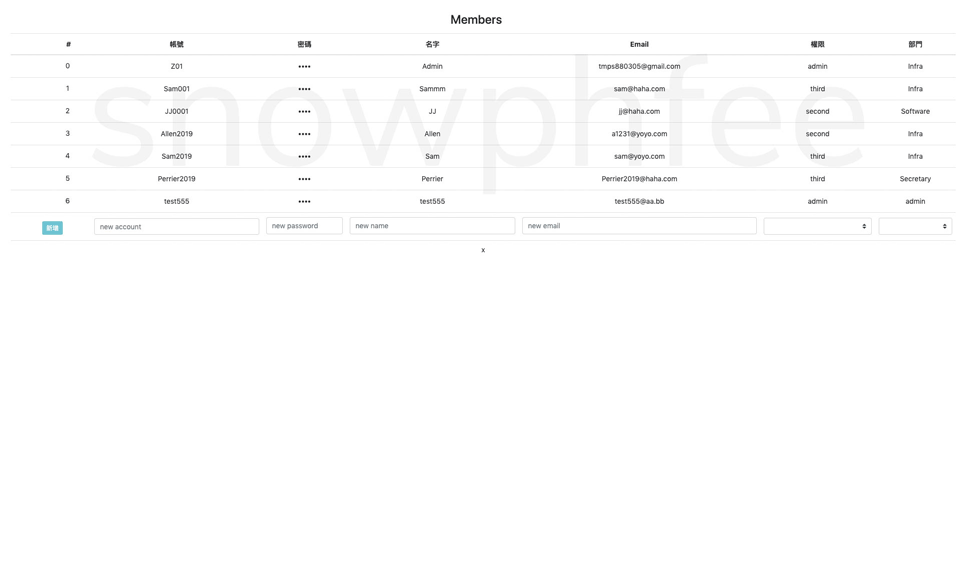 Members
# 帳號 密碼 名字 Email 權限 部門
0 Z01 •••• Admin tmps880305@gmail.com admin Infra
1 Sam001 •••• Sammm sam@haha.com third Infra
2 JJ0001 •••• JJ jj@haha.com second Software
3 Allen2019 •••• Allen a1231@yoyo.com second Infra
4 Sam2019 •••• Sam sam@yoyo.com third Infra
5 Perrier2019 •••• Perrier Perrier2019@haha.com third Secretary
6 test555 •••• test555 test555@aa.bb admin admin
新增 new account new password new name new email
x
snowphfee